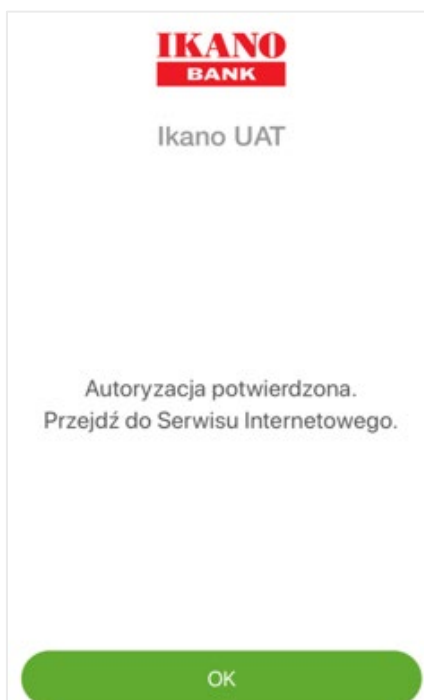 IKANO
BANK
Ikano UAT
Autoryzacja potwierdzona.
Przejdź do Serwisu Internetowego.
OK